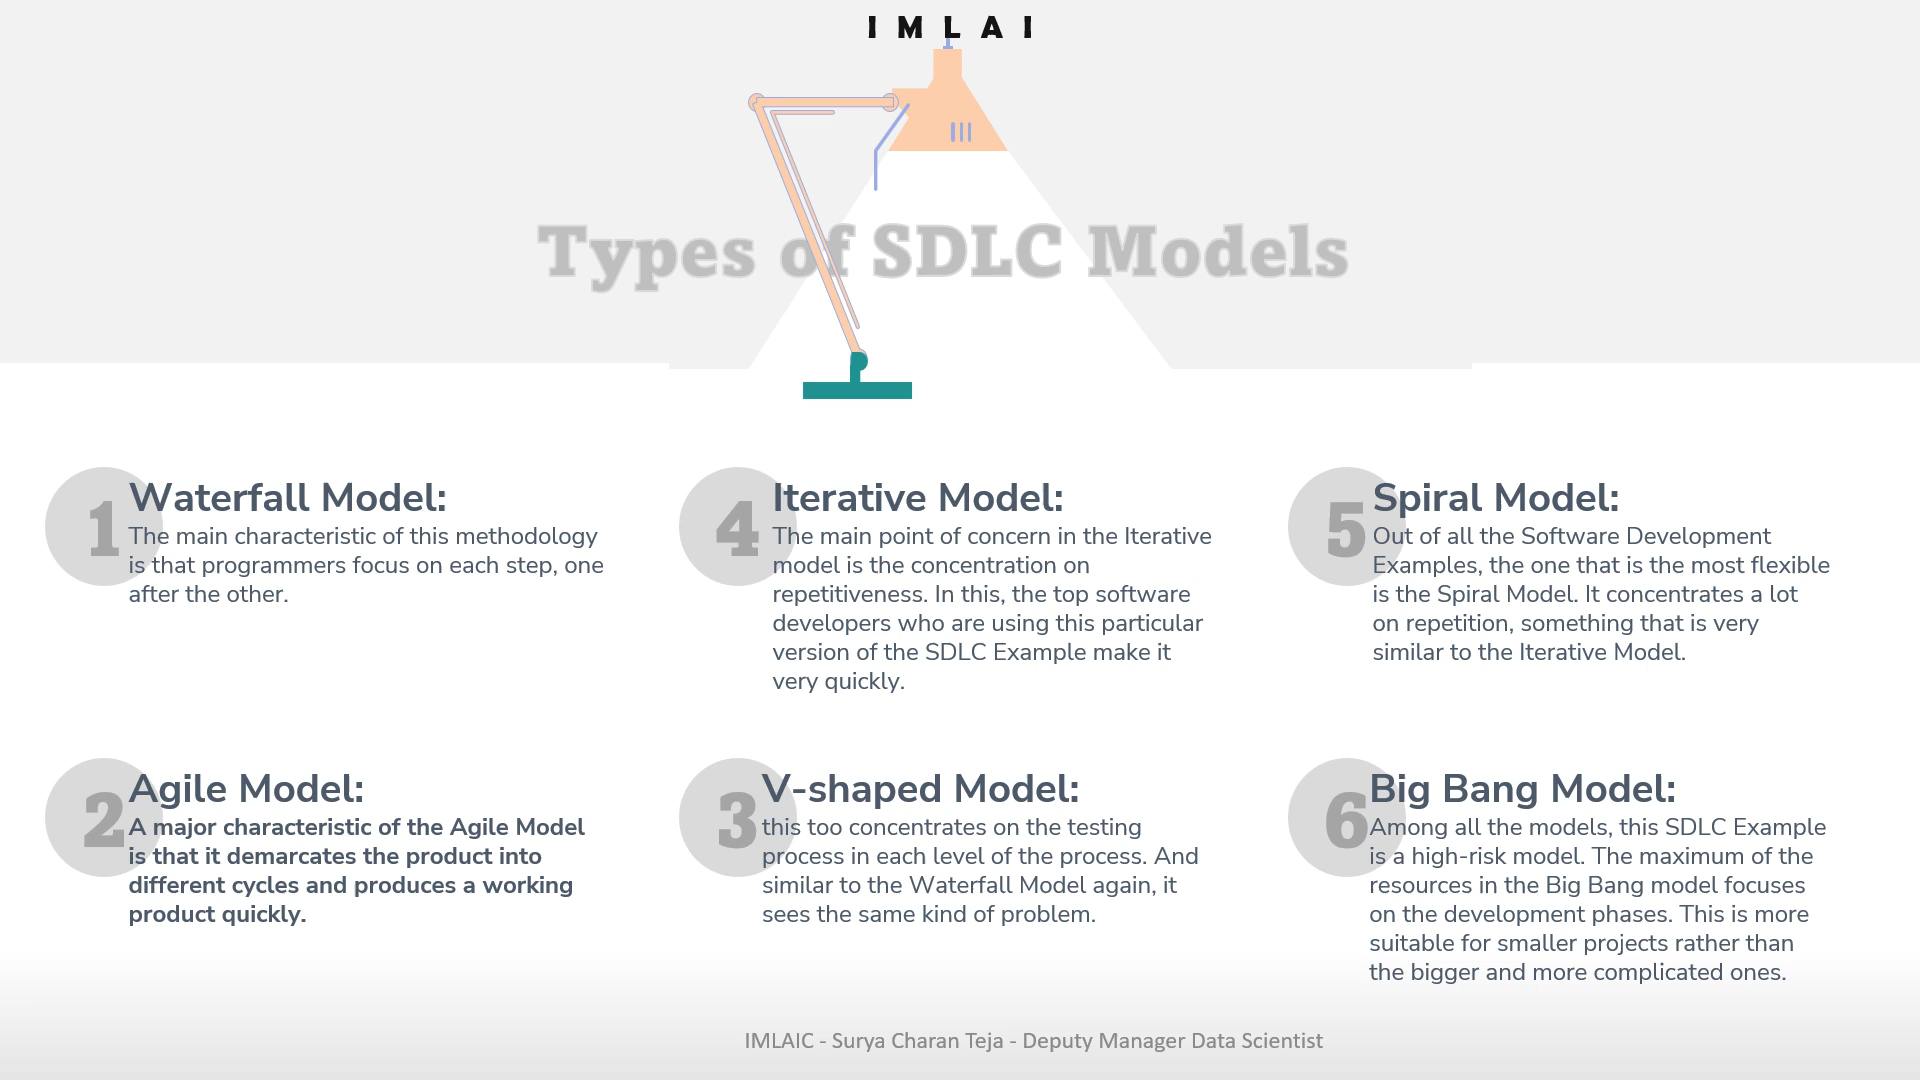 I M L A I
Types of SDLC Models
1
Waterfall Model:
The main characteristic of this methodology
is that programmers focus on each step, one
after the other.
4
Iterative Model:
The main point of concern in the Iterative
model is the concentration on
repetitiveness. In this, the top software
developers who are using this particular
version of the SDLC Example make it
very quickly.
5
Spiral Model:
Out of all the Software Development
Examples, the one that is the most flexible
is the Spiral Model. It concentrates a lot
on repetition, something that is very
similar to the Iterative Model.
2
Agile Model:
A major characteristic of the Agile Model
is that it demarcates the product into
different cycles and produces a working
product quickly.
3
V-shaped Model:
this too concentrates on the testing
process in each level of the process. And
similar to the Waterfall Model again, it
sees the same kind of problem.
6
Big Bang Model:
Among all the models, this SDLC Example
is a high-risk model. The maximum of the
resources in the Big Bang model focuses
on the development phases. This is more
suitable for smaller projects rather than
the bigger and more complicated ones.
IMLAIC - Surya Charan Teja - Deputy Manager Data Scientist